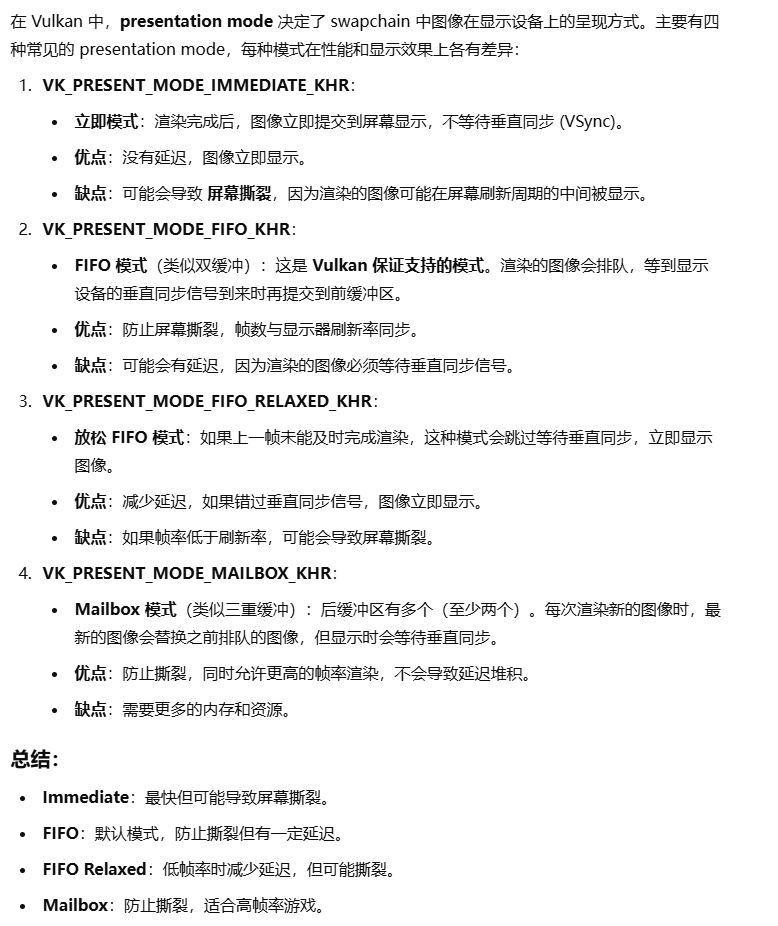 在 Vulkan 中，presentation mode 决定了 swapchain 中图像在显示设备上的呈现方式。主要有四
种常见的 presentation mode，每种模式在性能和显示效果上各有差异：
1. VK_PRESENT_MODE_IMMEDIATE_KHR：
• 立即模式：渲染完成后，图像立即提交到屏幕显示，不等待垂直同步 (VSync)。
• 优点：没有延迟，图像立即显示。
• 缺点：可能会导致 屏幕撕裂，因为渲染的图像可能在屏幕刷新周期的中间被显示。
2. VK_PRESENT_MODE_FIFO_KHR：
• FIFO 模式（类似双缓冲）：这是 Vulkan 保证支持的模式。渲染的图像会排队，等到显示
设备的垂直同步信号到来时再提交到前缓冲区。
• 优点：防止屏幕撕裂，帧数与显示器刷新率同步。
• 缺点：可能会有延迟，因为渲染的图像必须等待垂直同步信号。
3. VK_PRESENT_MODE_FIFO_RELAXED_KHR：
• 放松 FIFO 模式：如果上一帧未能及时完成渲染，这种模式会跳过等待垂直同步，立即显示
图像。
• 优点：减少延迟，如果错过垂直同步信号，图像立即显示。
• 缺点：如果帧率低于刷新率，可能会导致屏幕撕裂。
4. VK_PRESENT_MODE_MAILBOX_KHR：
• Mailbox 模式（类似三重缓冲）：后缓冲区有多个（至少两个）。每次渲染新的图像时，最
新的图像会替换之前排队的图像，但显示时会等待垂直同步。
• 优点：防止撕裂，同时允许更高的帧率渲染，不会导致延迟堆积。
• 缺点：需要更多的内存和资源。
总结：
• Immediate：最快但可能导致屏幕撕裂。
• FIFO：默认模式，防止撕裂但有一定延迟。
• FIFO Relaxed：低帧率时减少延迟，但可能撕裂。
• Mailbox：防止撕裂，适合高帧率游戏。